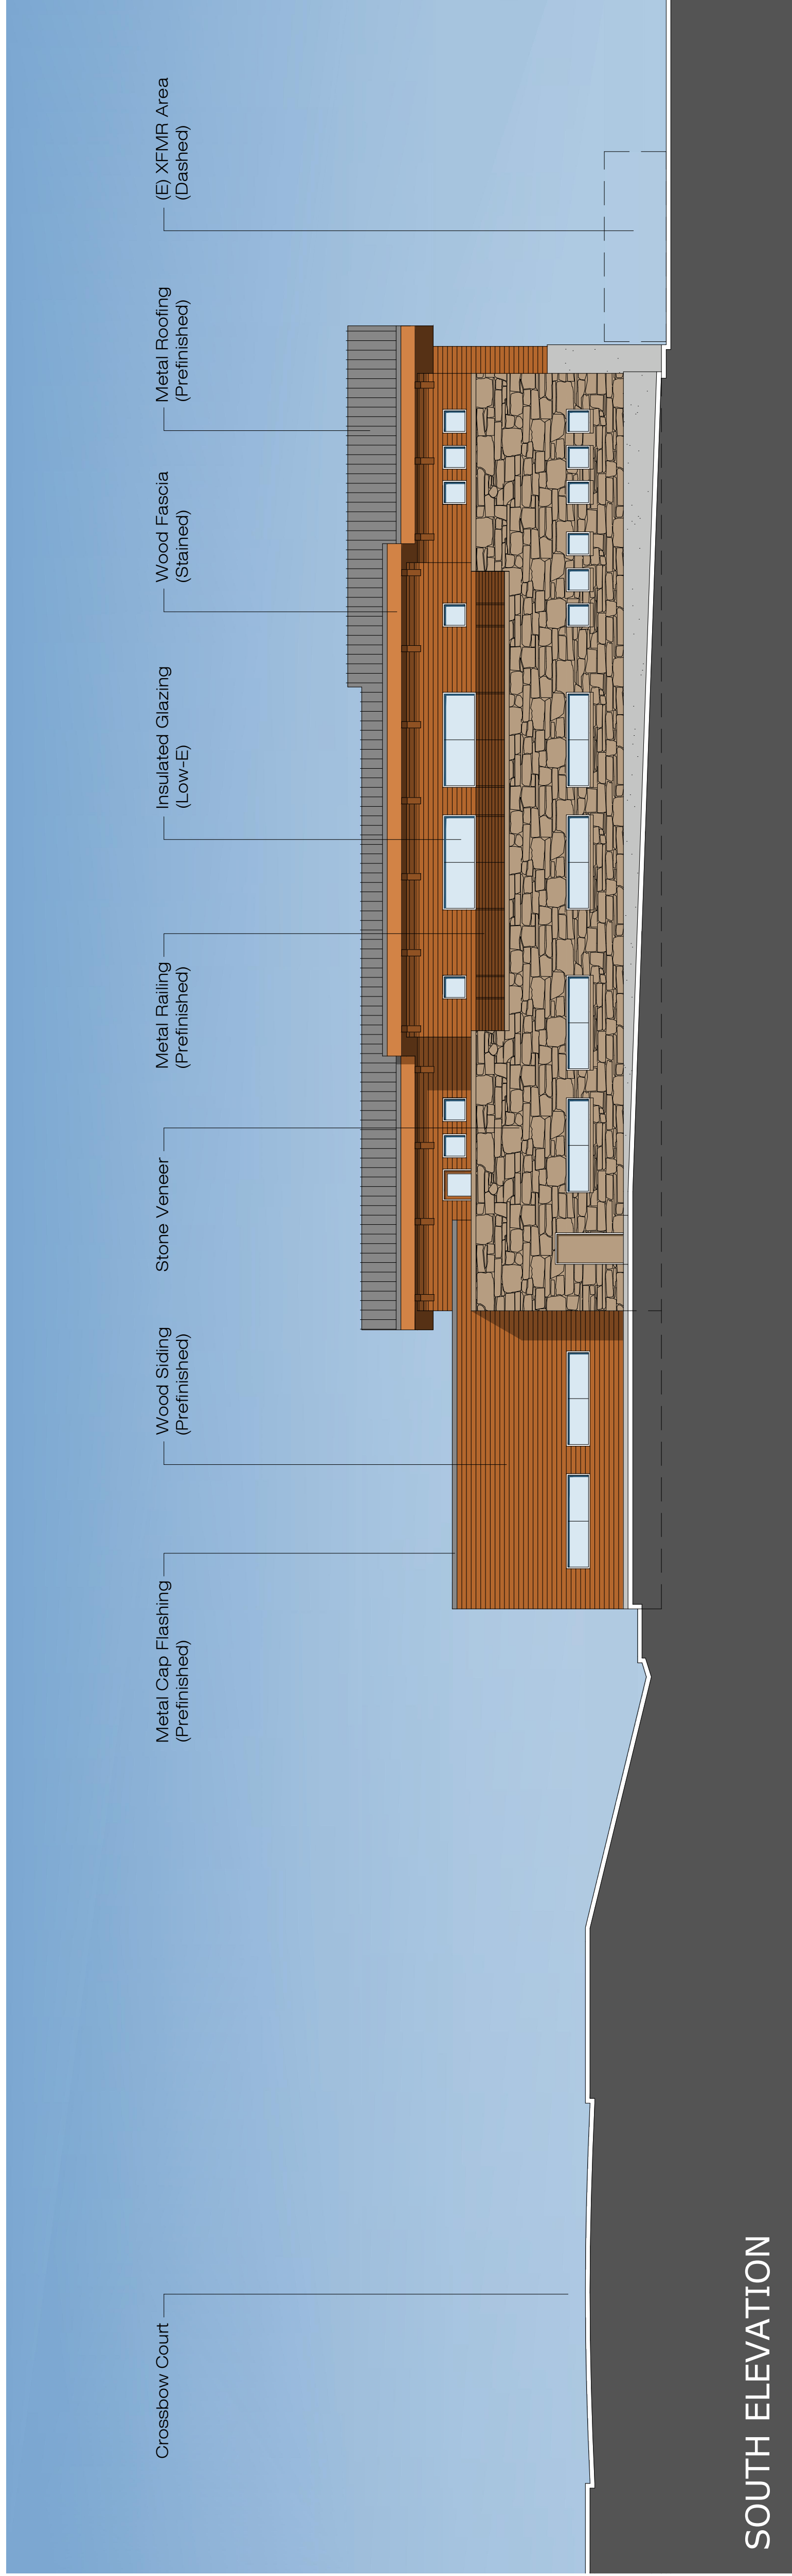 Crossbow Court
Metal Cap Flashing
(Prefinished)
Wood Siding
(Prefinished)
Stone Veneer
Metal Railing
(Prefinished)
Insulated Glazing
(Low-E)
Wood Fascia
(Stained)
Metal Roofing
(Prefinished)
(E) XFMR Area
(Dashed)
SOUTH ELEVATION